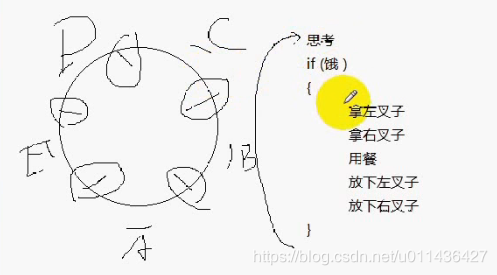 D
C
思考
if (饿)
{
拿左叉子
拿右叉子
用餐
放下左叉子
放下右叉子
}
E
B
A
https://blog.csdn.net/u011436427